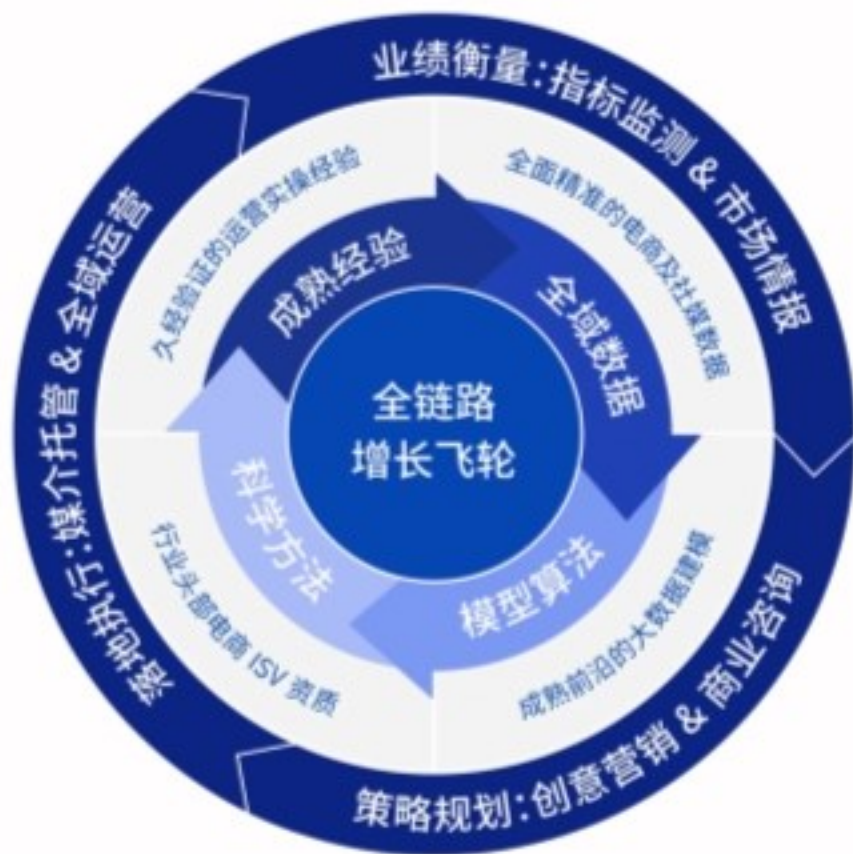 业绩衡量:指标监测 & 市场情报
策略规划:创意营销 & 商业咨询
落地执行:媒介托管 & 全域运营
久经验证的运营实操经验
全面精准的电商及社媒数据
成熟前沿的大数据建模
行业头部电商 ISV 资质
成熟经验
全域数据
模型算法
科学方法
全链路
增长飞轮